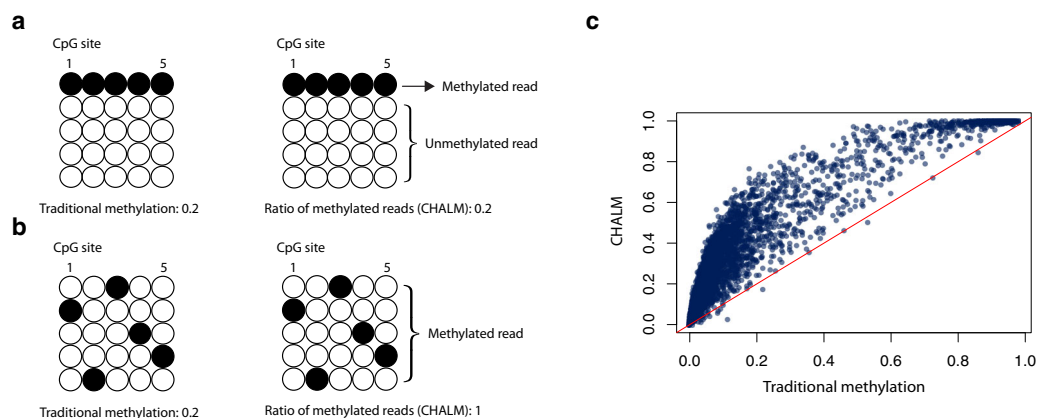 a
CpG site
1 5
Traditional methylation: 0.2
CpG site
1 5
Methylated read
Unmethylated read
Ratio of methylated reads (CHALM): 0.2
b
CpG site
1 5
Traditional methylation: 0.2
CpG site
1 5
Methylated read
Ratio of methylated reads (CHALM): 1
c
CHALM
1.0
0.8
0.6
0.4
0.2
0.0
0.0 0.2 0.4 0.6 0.8 1.0
Traditional methylation